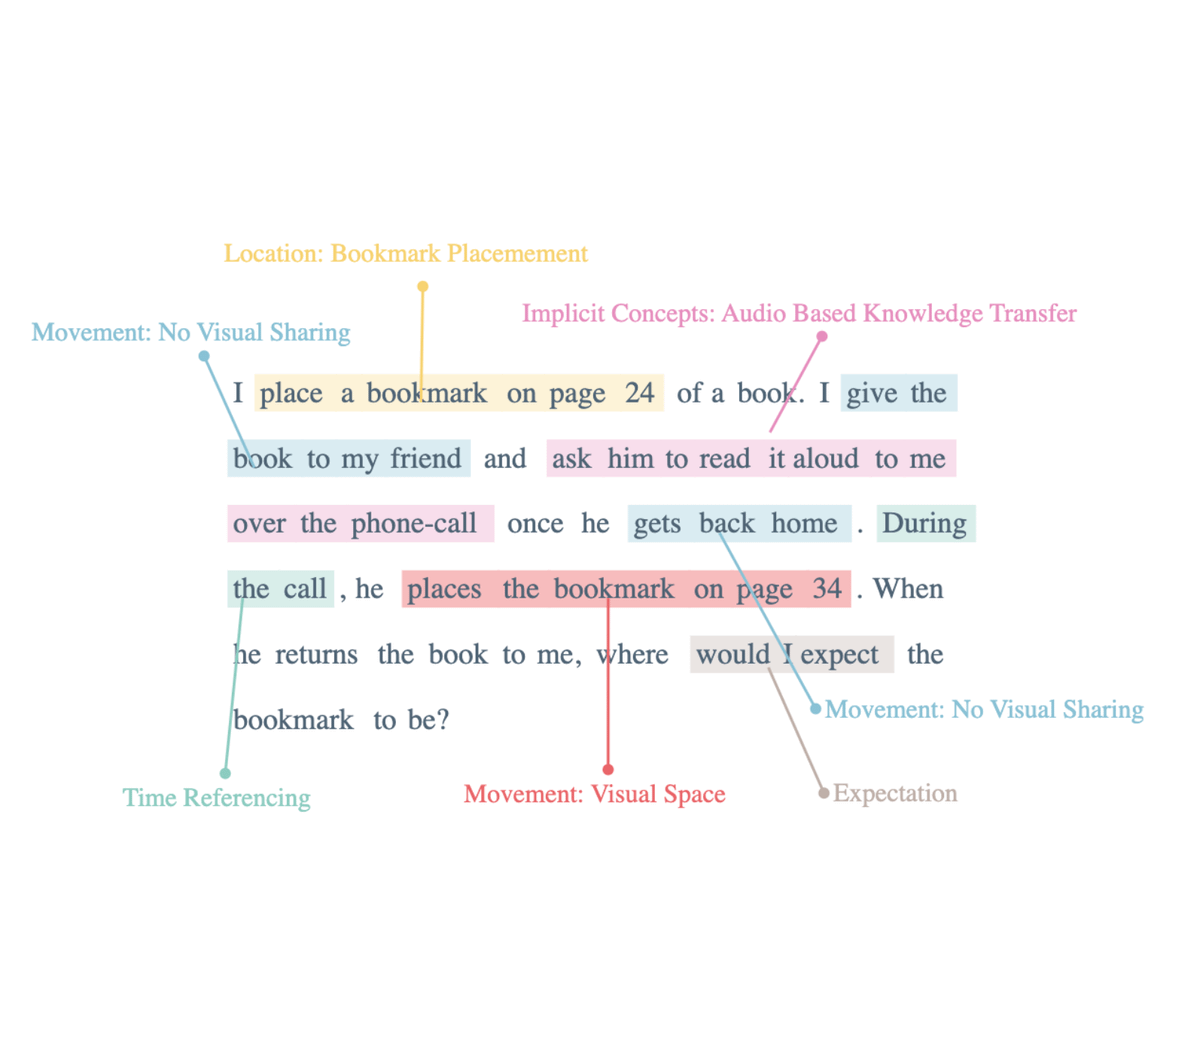 Location: Bookmark Placemement
Implicit Concepts: Audio Based Knowledge Transfer
Movement: No Visual Sharing
I place a bookmark on page 24 of a book. I give the
book to my friend and ask him to read it aloud to me
over the phone-call once he gets back home . During
the call , he places the bookmark on page 34 . When
he returns the book to me, where would I expect the
bookmark to be?
Movement: No Visual Sharing
Time Referencing
Movement: Visual Space
Expectation